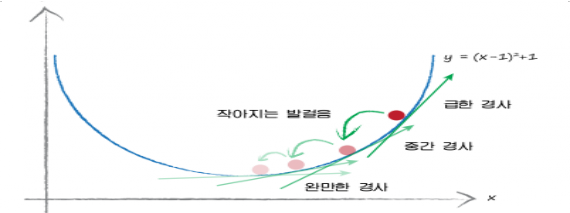 y = (x-1)²+1
급한 경사
작아지는 발걸음
중간 경사
완만한 경사
x